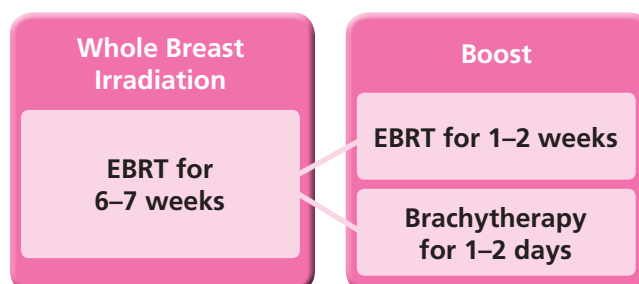 Whole Breast
Irradiation
EBRT for
6–7 weeks
Boost
EBRT for 1–2 weeks
Brachytherapy
for 1–2 days